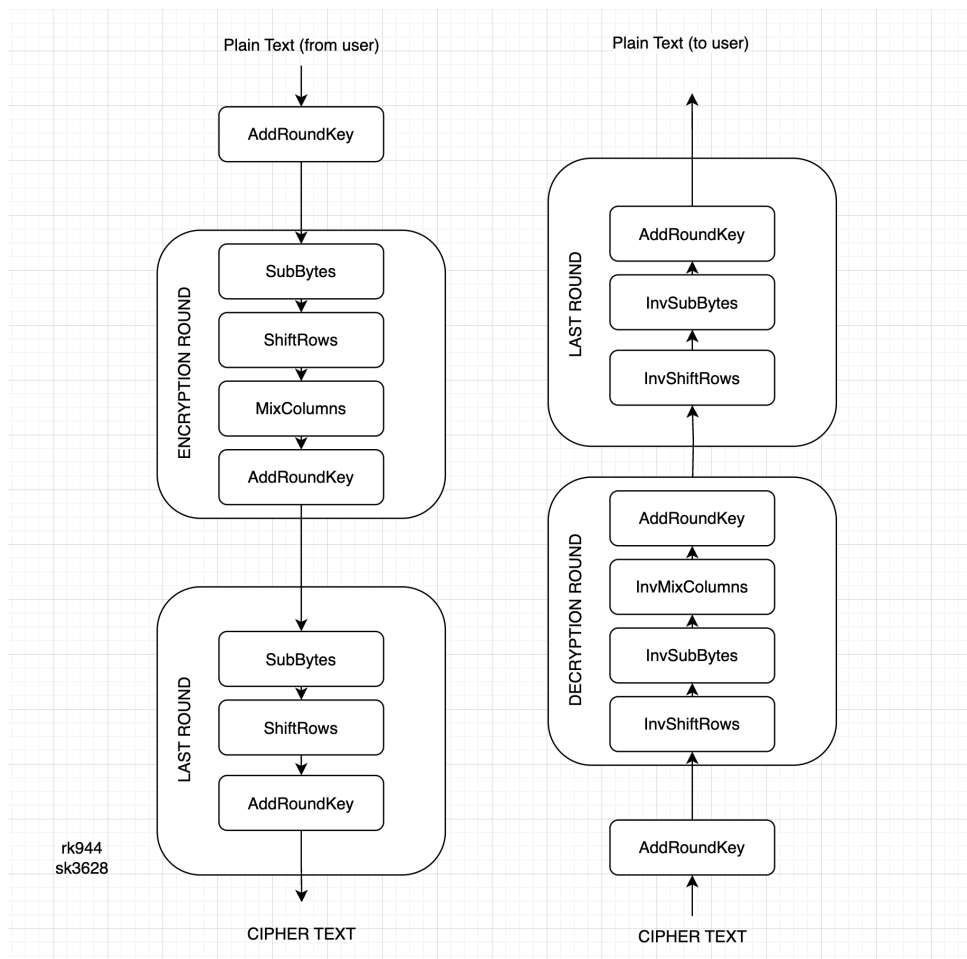 Plain Text (from user)
AddRoundKey
ENCRYPTION ROUND
SubBytes
ShiftRows
MixColumns
AddRoundKey
LAST ROUND
SubBytes
ShiftRows
AddRoundKey
rk944
sk3628
CIPHER TEXT
Plain Text (to user)
LAST ROUND
AddRoundKey
InvSubBytes
InvShiftRows
DECRYPTION ROUND
AddRoundKey
InvMixColumns
InvSubBytes
InvShiftRows
AddRoundKey
CIPHER TEXT